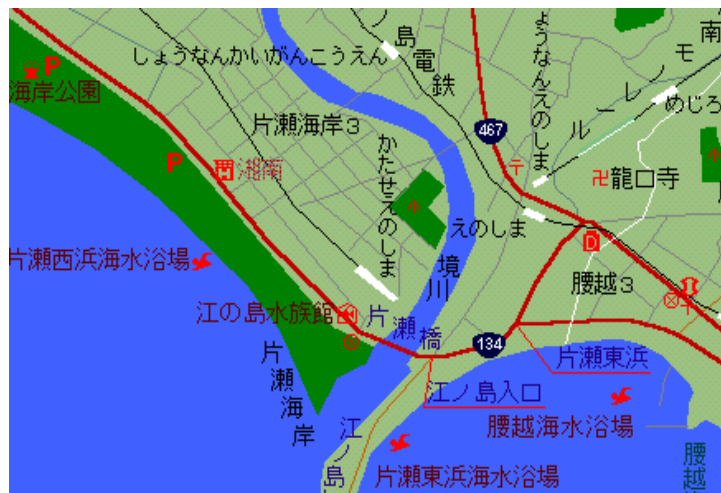 しょうなんかいがんこうえん
ノ島電鉄
ょうなんえのしま
南
モノレール
めじろ
P
海岸公園
片瀬海岸3
467
〒
P
湘南
かたせえのしま
卍龍口寺
えのしま
D
片瀬西浜海水浴場
境川
腰越3
江の島水族館
片瀬橋
134
片瀬東浜
片瀬海岸
江ノ島入口
江ノ島
腰越海水浴場
片瀬東浜海水浴場
腰越